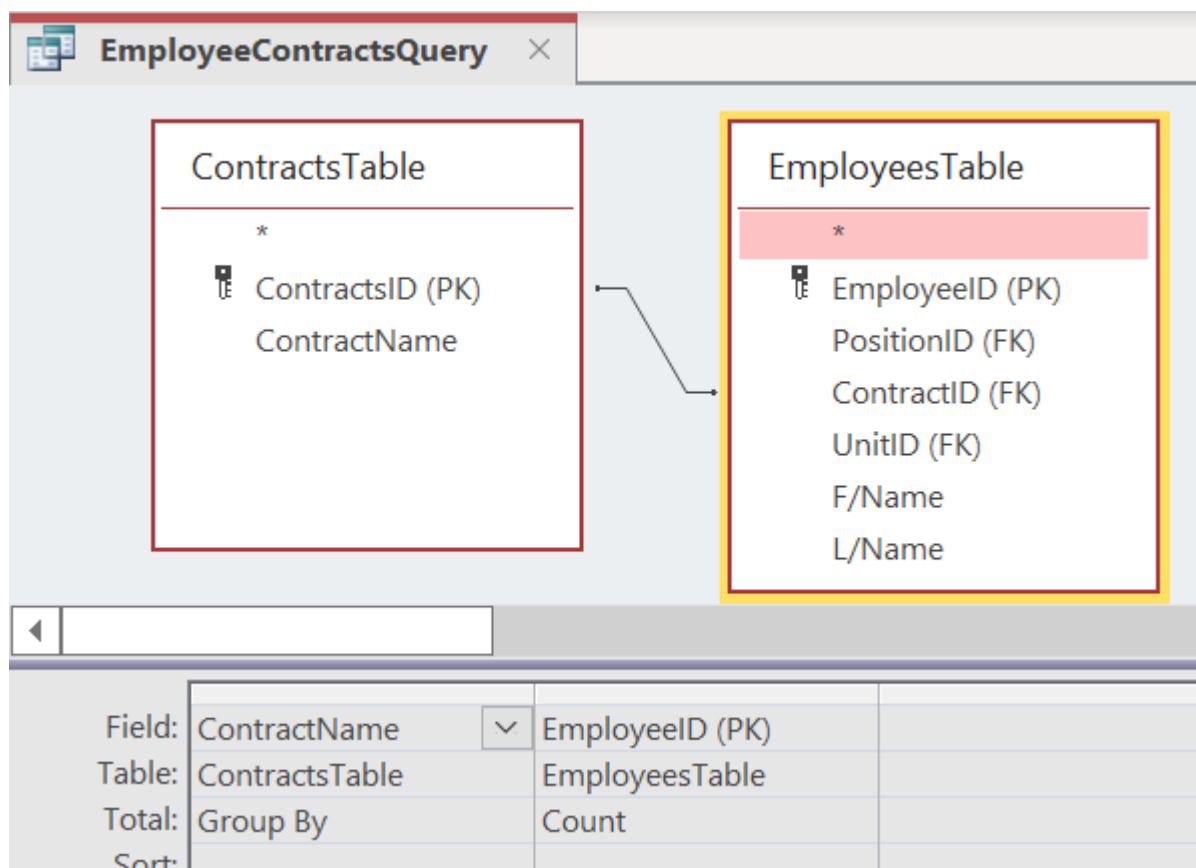 EmployeeContractsQuery
ContractsTable
*
ContractsID (PK)
ContractName
EmployeesTable
*
EmployeeID (PK)
PositionID (FK)
ContractID (FK)
UnitID (FK)
F/Name
L/Name
Field: ContractName EmployeeID (PK)
Table: ContractsTable EmployeesTable
Total: Group By Count
Sort: